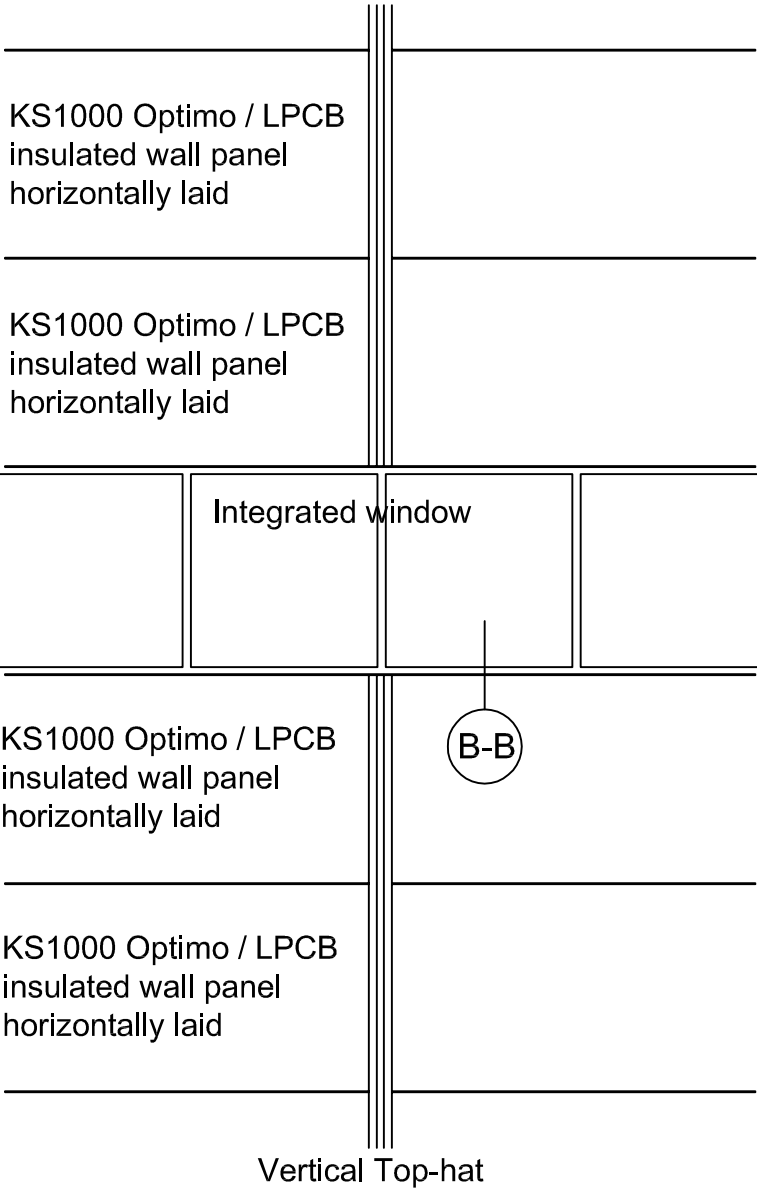 KS1000 Optimo / LPCB
insulated wall panel
horizontally laid
KS1000 Optimo / LPCB
insulated wall panel
horizontally laid
Integrated window
KS1000 Optimo / LPCB
insulated wall panel
horizontally laid
B-B
KS1000 Optimo / LPCB
insulated wall panel
horizontally laid
Vertical Top-hat